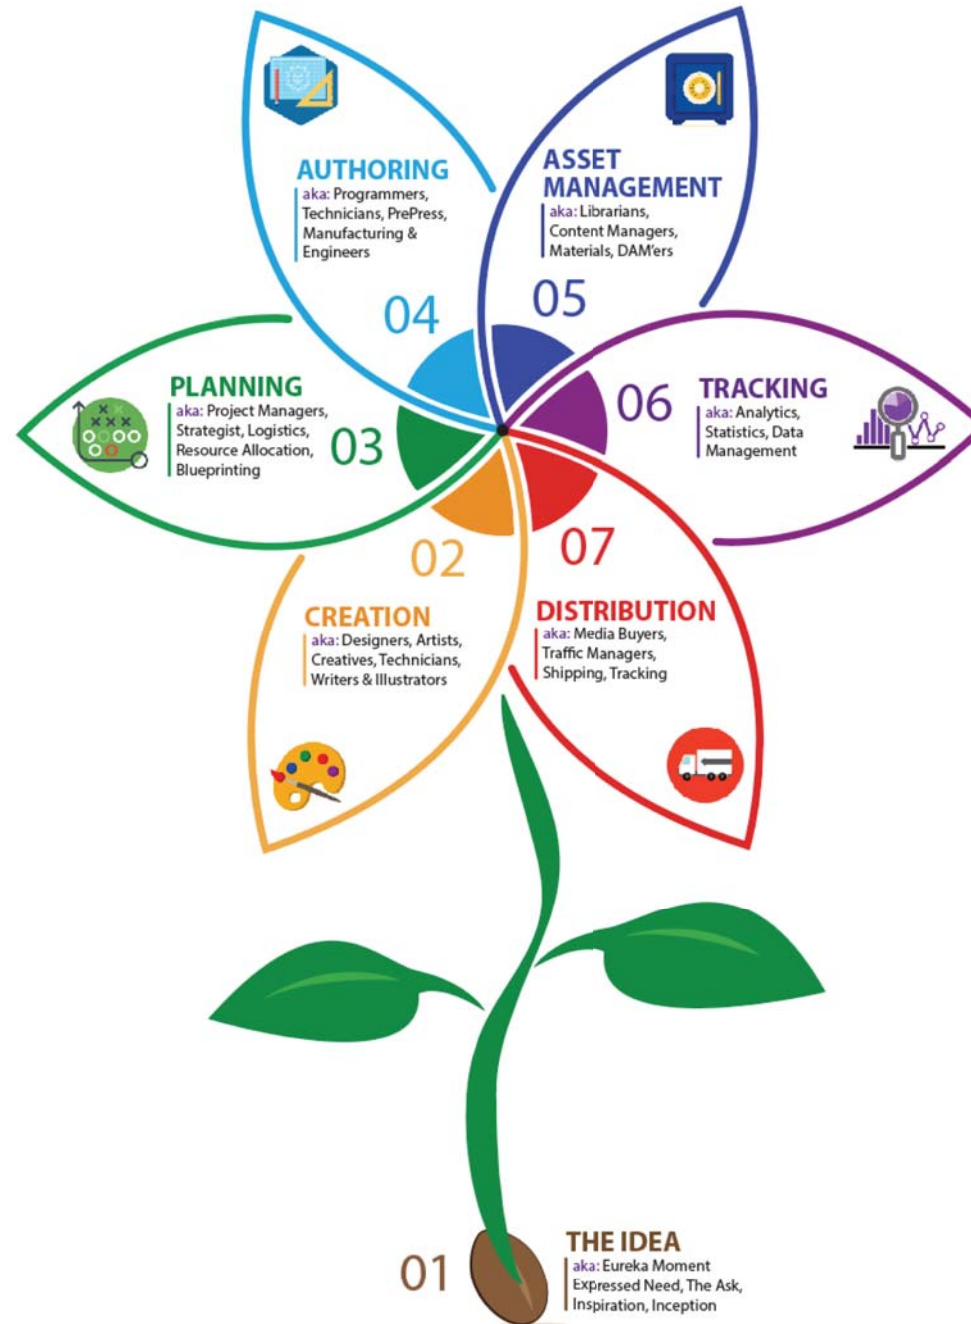 AUTHORING
aka: Programmers,
Technicians, PrePress,
Manufacturing &
Engineers
04
ASSET
MANAGEMENT
aka: Librarians,
Content Managers,
Materials, DAM'ers
05
PLANNING
aka: Project Managers,
Strategist, Logistics,
Resource Allocation,
Blueprinting
03
06
TRACKING
aka: Analytics,
Statistics, Data
Management
02
CREATION
aka: Designers, Artists,
Creatives, Technicians,
Writers & Illustrators
07
DISTRIBUTION
aka: Media Buyers,
Traffic Managers,
Shipping, Tracking
01
THE IDEA
aka: Eureka Moment
Expressed Need, The Ask,
Inspiration, Inception